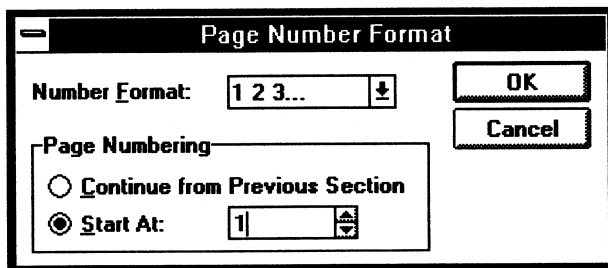 Page Number Format
Number Format: 1 2 3... OK
Cancel
Page Numbering
Continue from Previous Section
Start At: 1